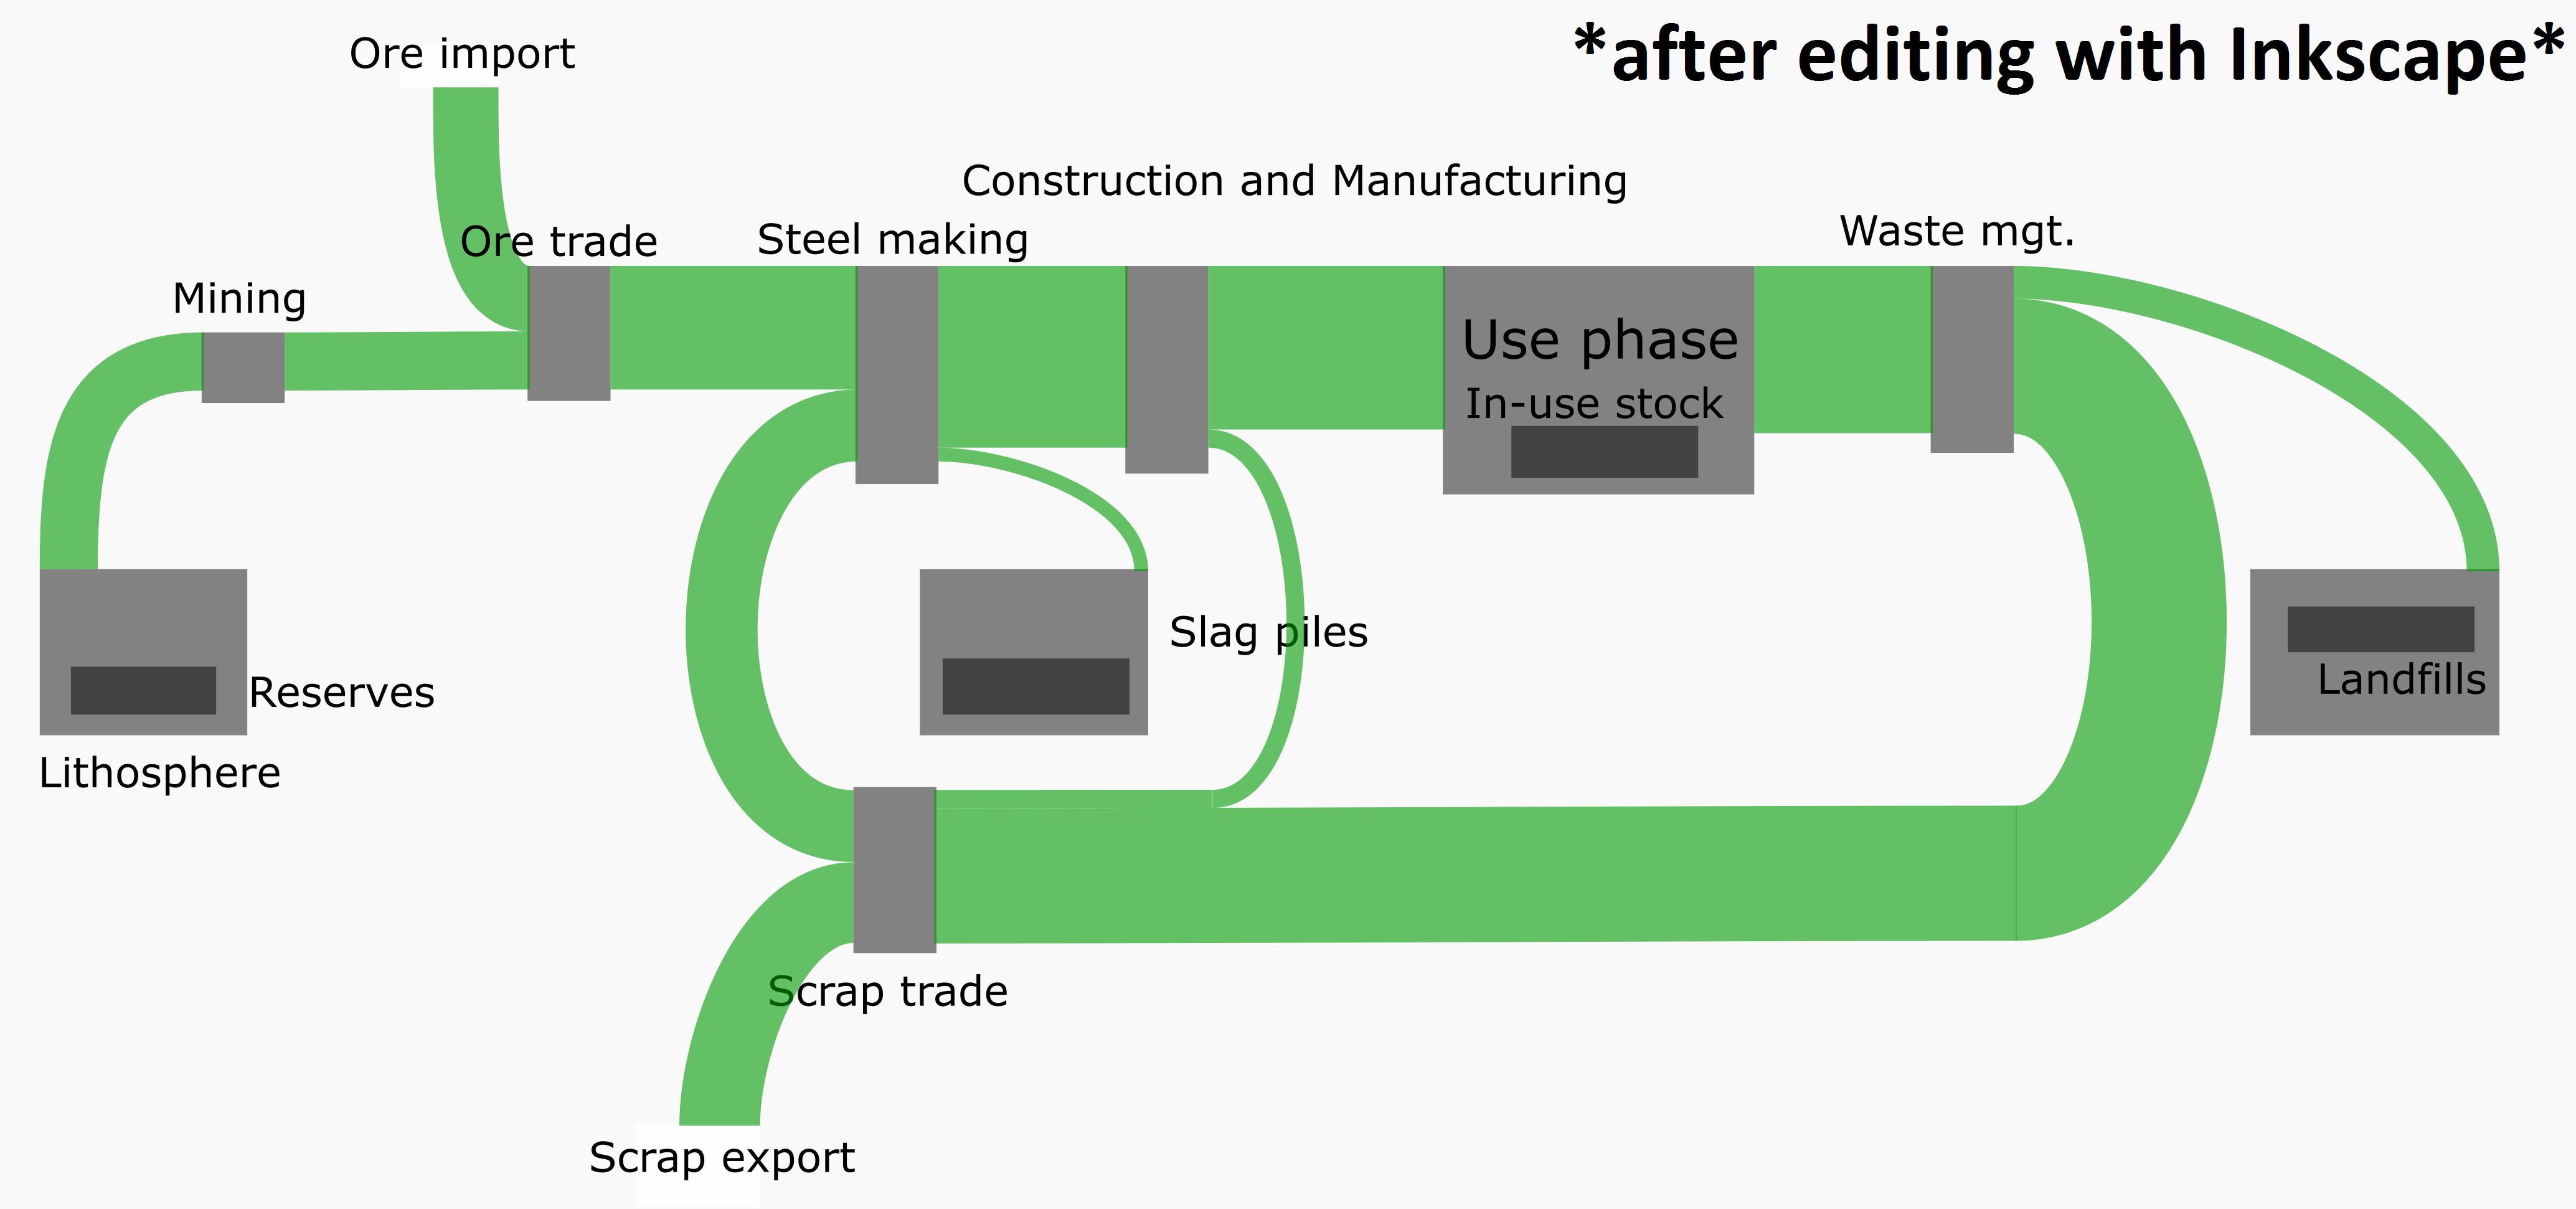 *after editing with Inkscape*
Ore import
Construction and Manufacturing
Ore trade
Steel making
Waste mgt.
Mining
Use phase
In-use stock
Slag piles
Reserves
Landfills
Lithosphere
Scrap trade
Scrap export